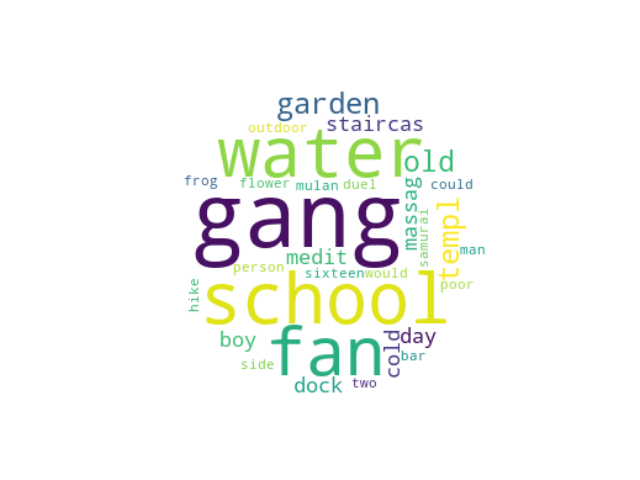 garden
outdoor staircas
water old
frog flower mulan duel massag could
gang samurai templ man
medit
person sixteen would poor
hike school
boy fan cold day
side bar
dock two